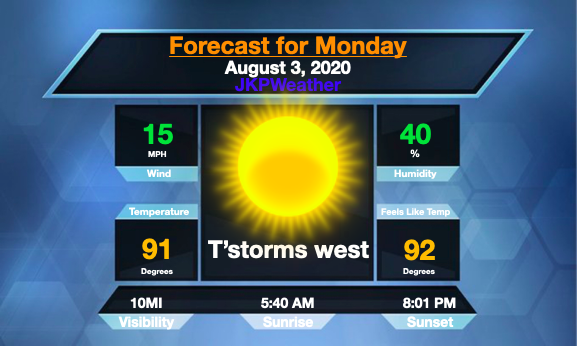 Forecast for Monday
August 3, 2020
JKPWeather
15
MPH
Wind
40
%
Humidity
Temperature
91
Degrees
T'storms west
Feels Like Temp
92
Degrees
10MI
Visibility
5:40 AM
Sunrise
8:01 PM
Sunset